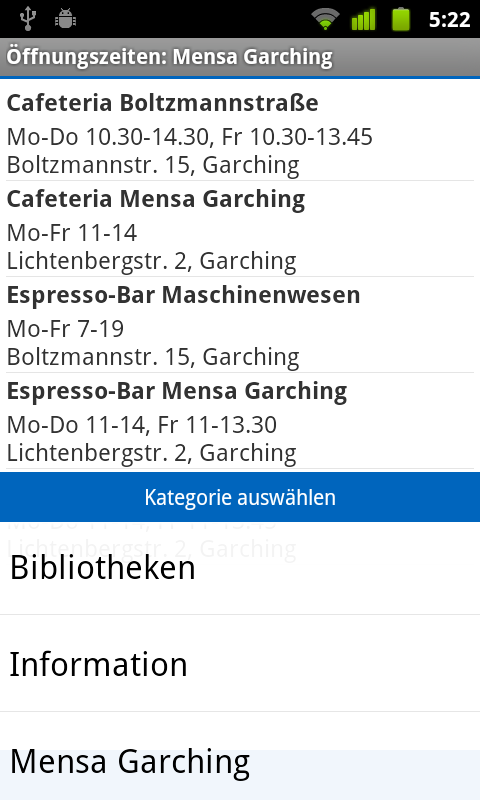 5:22
Öffnungszeiten: Mensa Garching
Cafeteria Boltzmannstraße
Mo-Do 10.30-14.30, Fr 10.30-13.45
Boltzmannstr. 15, Garching
Cafeteria Mensa Garching
Mo-Fr 11-14
Lichtenbergstr. 2, Garching
Espresso-Bar Maschinenwesen
Mo-Fr 7-19
Boltzmannstr. 15, Garching
Espresso-Bar Mensa Garching
Mo-Do 11-14, Fr 11-13.30
Lichtenbergstr. 2, Garching
Kategorie auswählen
Lichtenbergstr. 2, Garching
Bibliotheken
Information
Mensa Garching